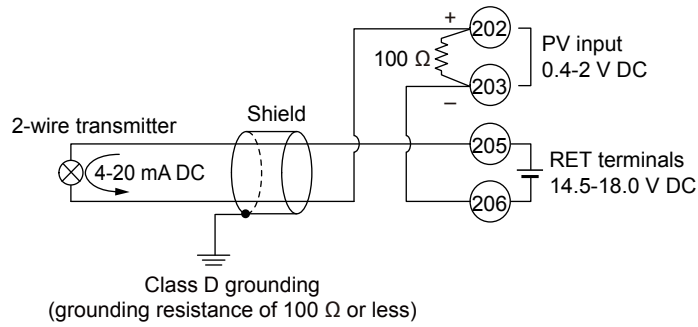 +
202
PV input
0.4-2 V DC
100 Ω
203
−
Shield
2-wire transmitter
205
4-20 mA DC
RET terminals
14.5-18.0 V DC
206
Class D grounding
(grounding resistance of 100 Ω or less)